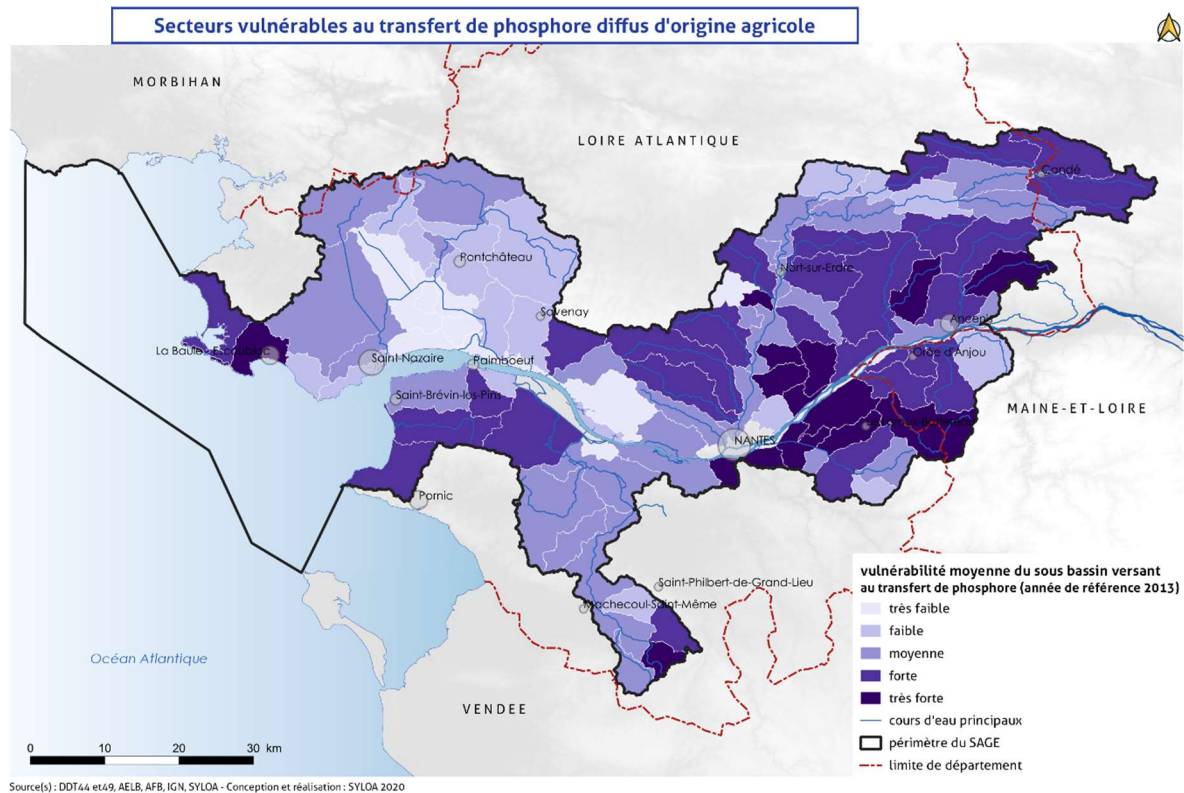 Secteurs vulnérables au transfert de phosphore diffus d'origine agricole
MORBIHAN
LOIRE ATLANTIQUE
Candé
Pontchâteau
Nort-sur-Erdre
Savenay
Ancenis
La Baule-Escoublac
Saint-Nazaire
Paimboeuf
Orée d'Anjou
Saint-Brévin-les-Pins
MAINE-ET-LOIRE
NANTES
Pornic
Saint-Philbert-de-Grand-Lieu
Machecoul-Saint-Même
Océan Atlantique
VENDEE
vulnérabilité moyenne du sous bassin versant
au transfert de phosphore (année de référence 2013)
très faible
faible
moyenne
forte
très forte
cours d'eau principaux
périmètre du SAGE
limite de département
0 10 20 30 km
Source(s) : DDT44 et49, AELB, AFB, IGN, SYLOA - Conception et réalisation : SYLOA 2020